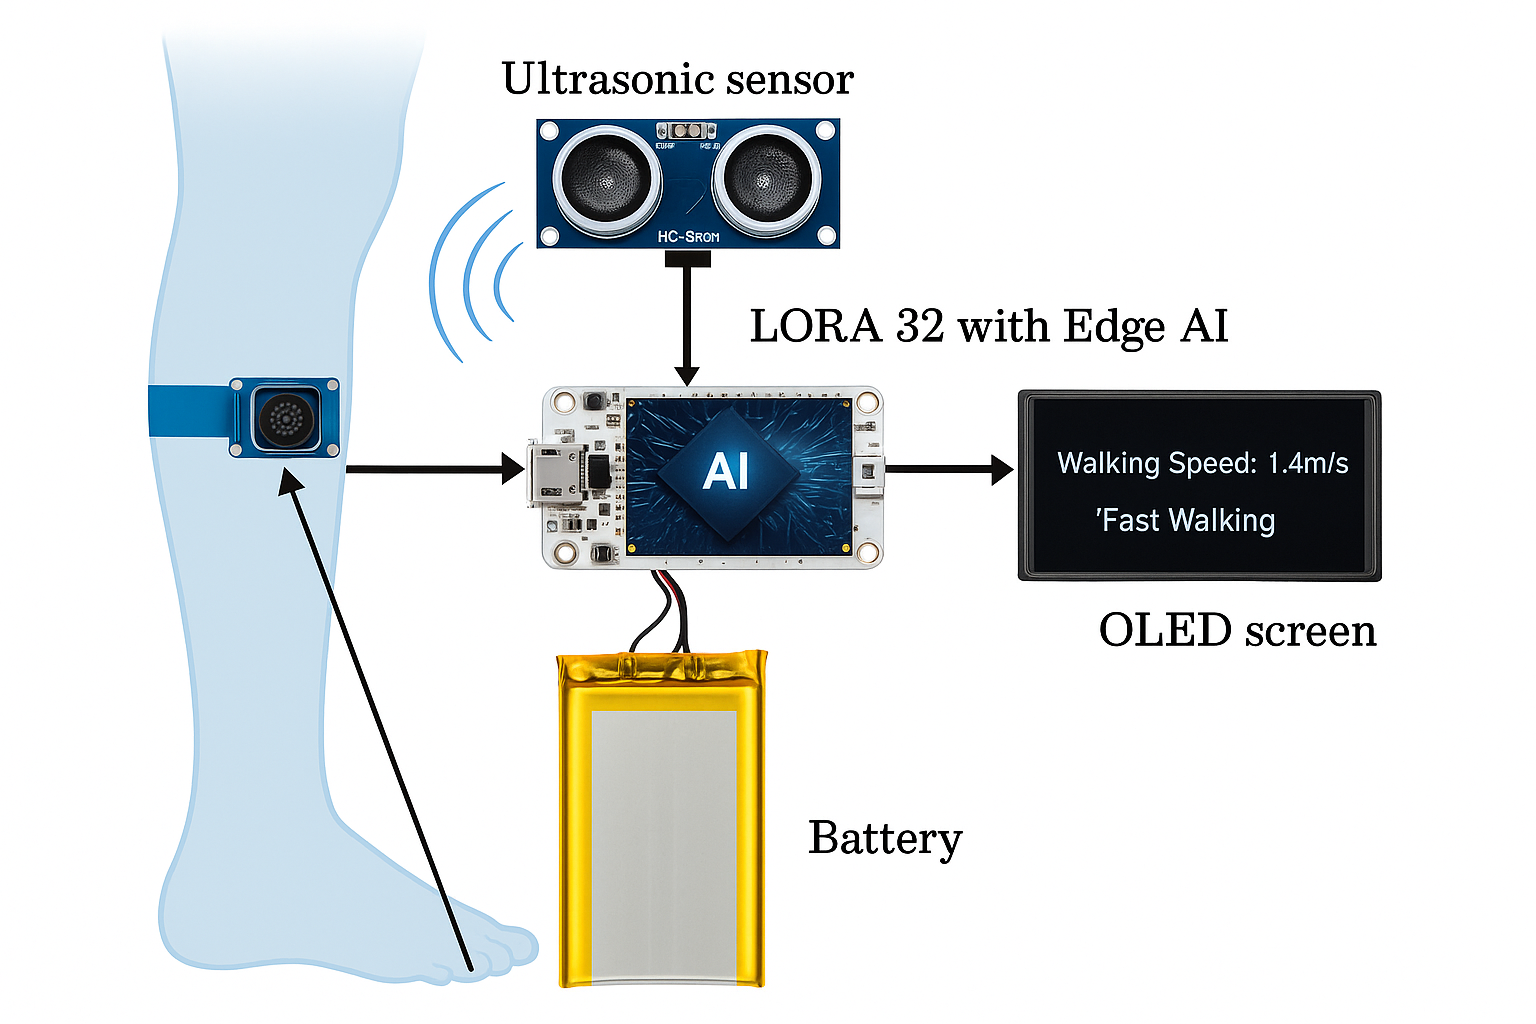 Ultrasonic sensor
HC-SROM
LORA 32 with Edge AI
AI
Walking Speed: 1.4m/s
'Fast Walking
OLED screen
Battery